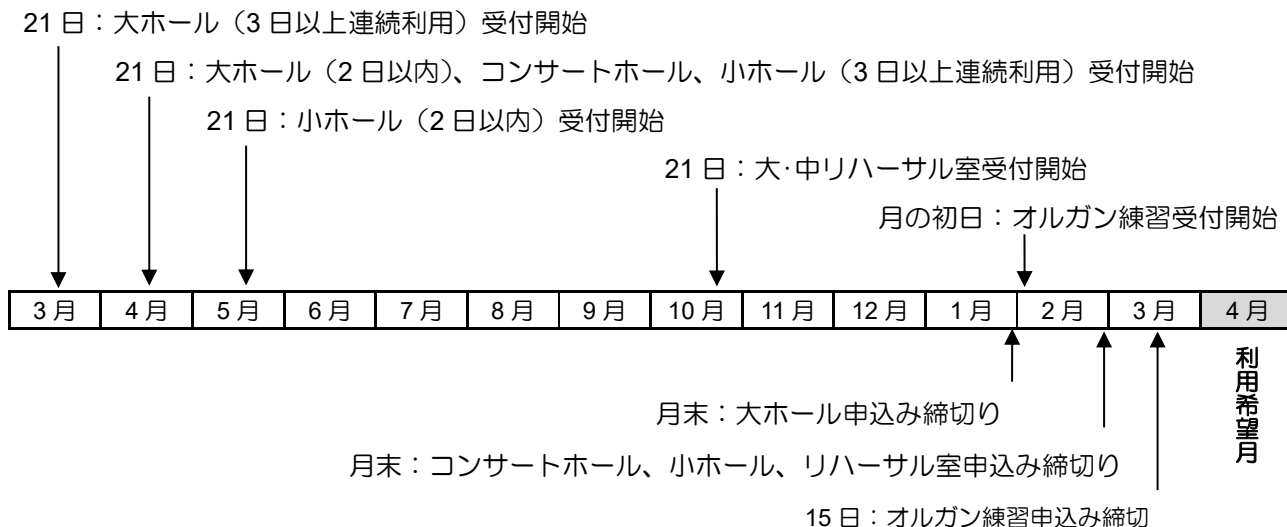 21日：大ホール（3日以上連続利用）受付開始
21日：大ホール（2日以内）、コンサートホール、小ホール（3日以上連続利用）受付開始
21日：小ホール（2日以内）受付開始
21日：大・中リハーサル室受付開始
月の初日：オルガン練習受付開始
3月 4月 5月 6月 7月 8月 9月 10月 11月 12月 1月 2月 3月 4月
利用希望月
月末：大ホール申込み締切り
月末：コンサートホール、小ホール、リハーサル室申込み締切り
15日：オルガン練習申込み締切